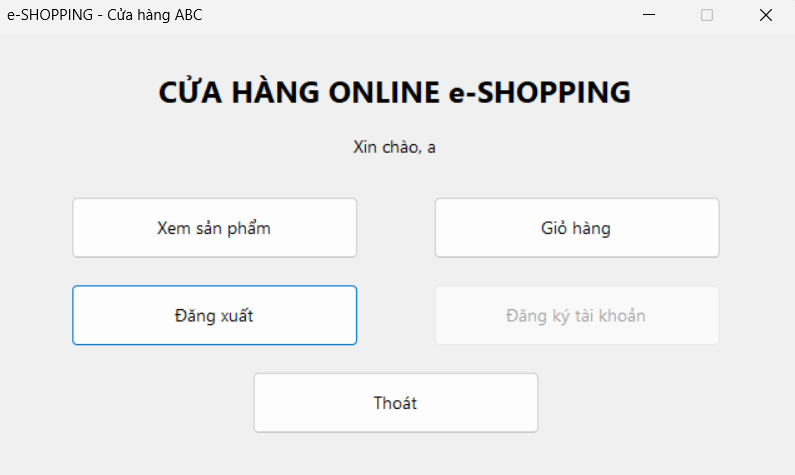 e-SHOPPING - Cửa hàng ABC
CỬA HÀNG ONLINE e-SHOPPING
Xin chào, a
Xem sản phẩm
Giỏ hàng
Đăng xuất
Đăng ký tài khoản
Thoát